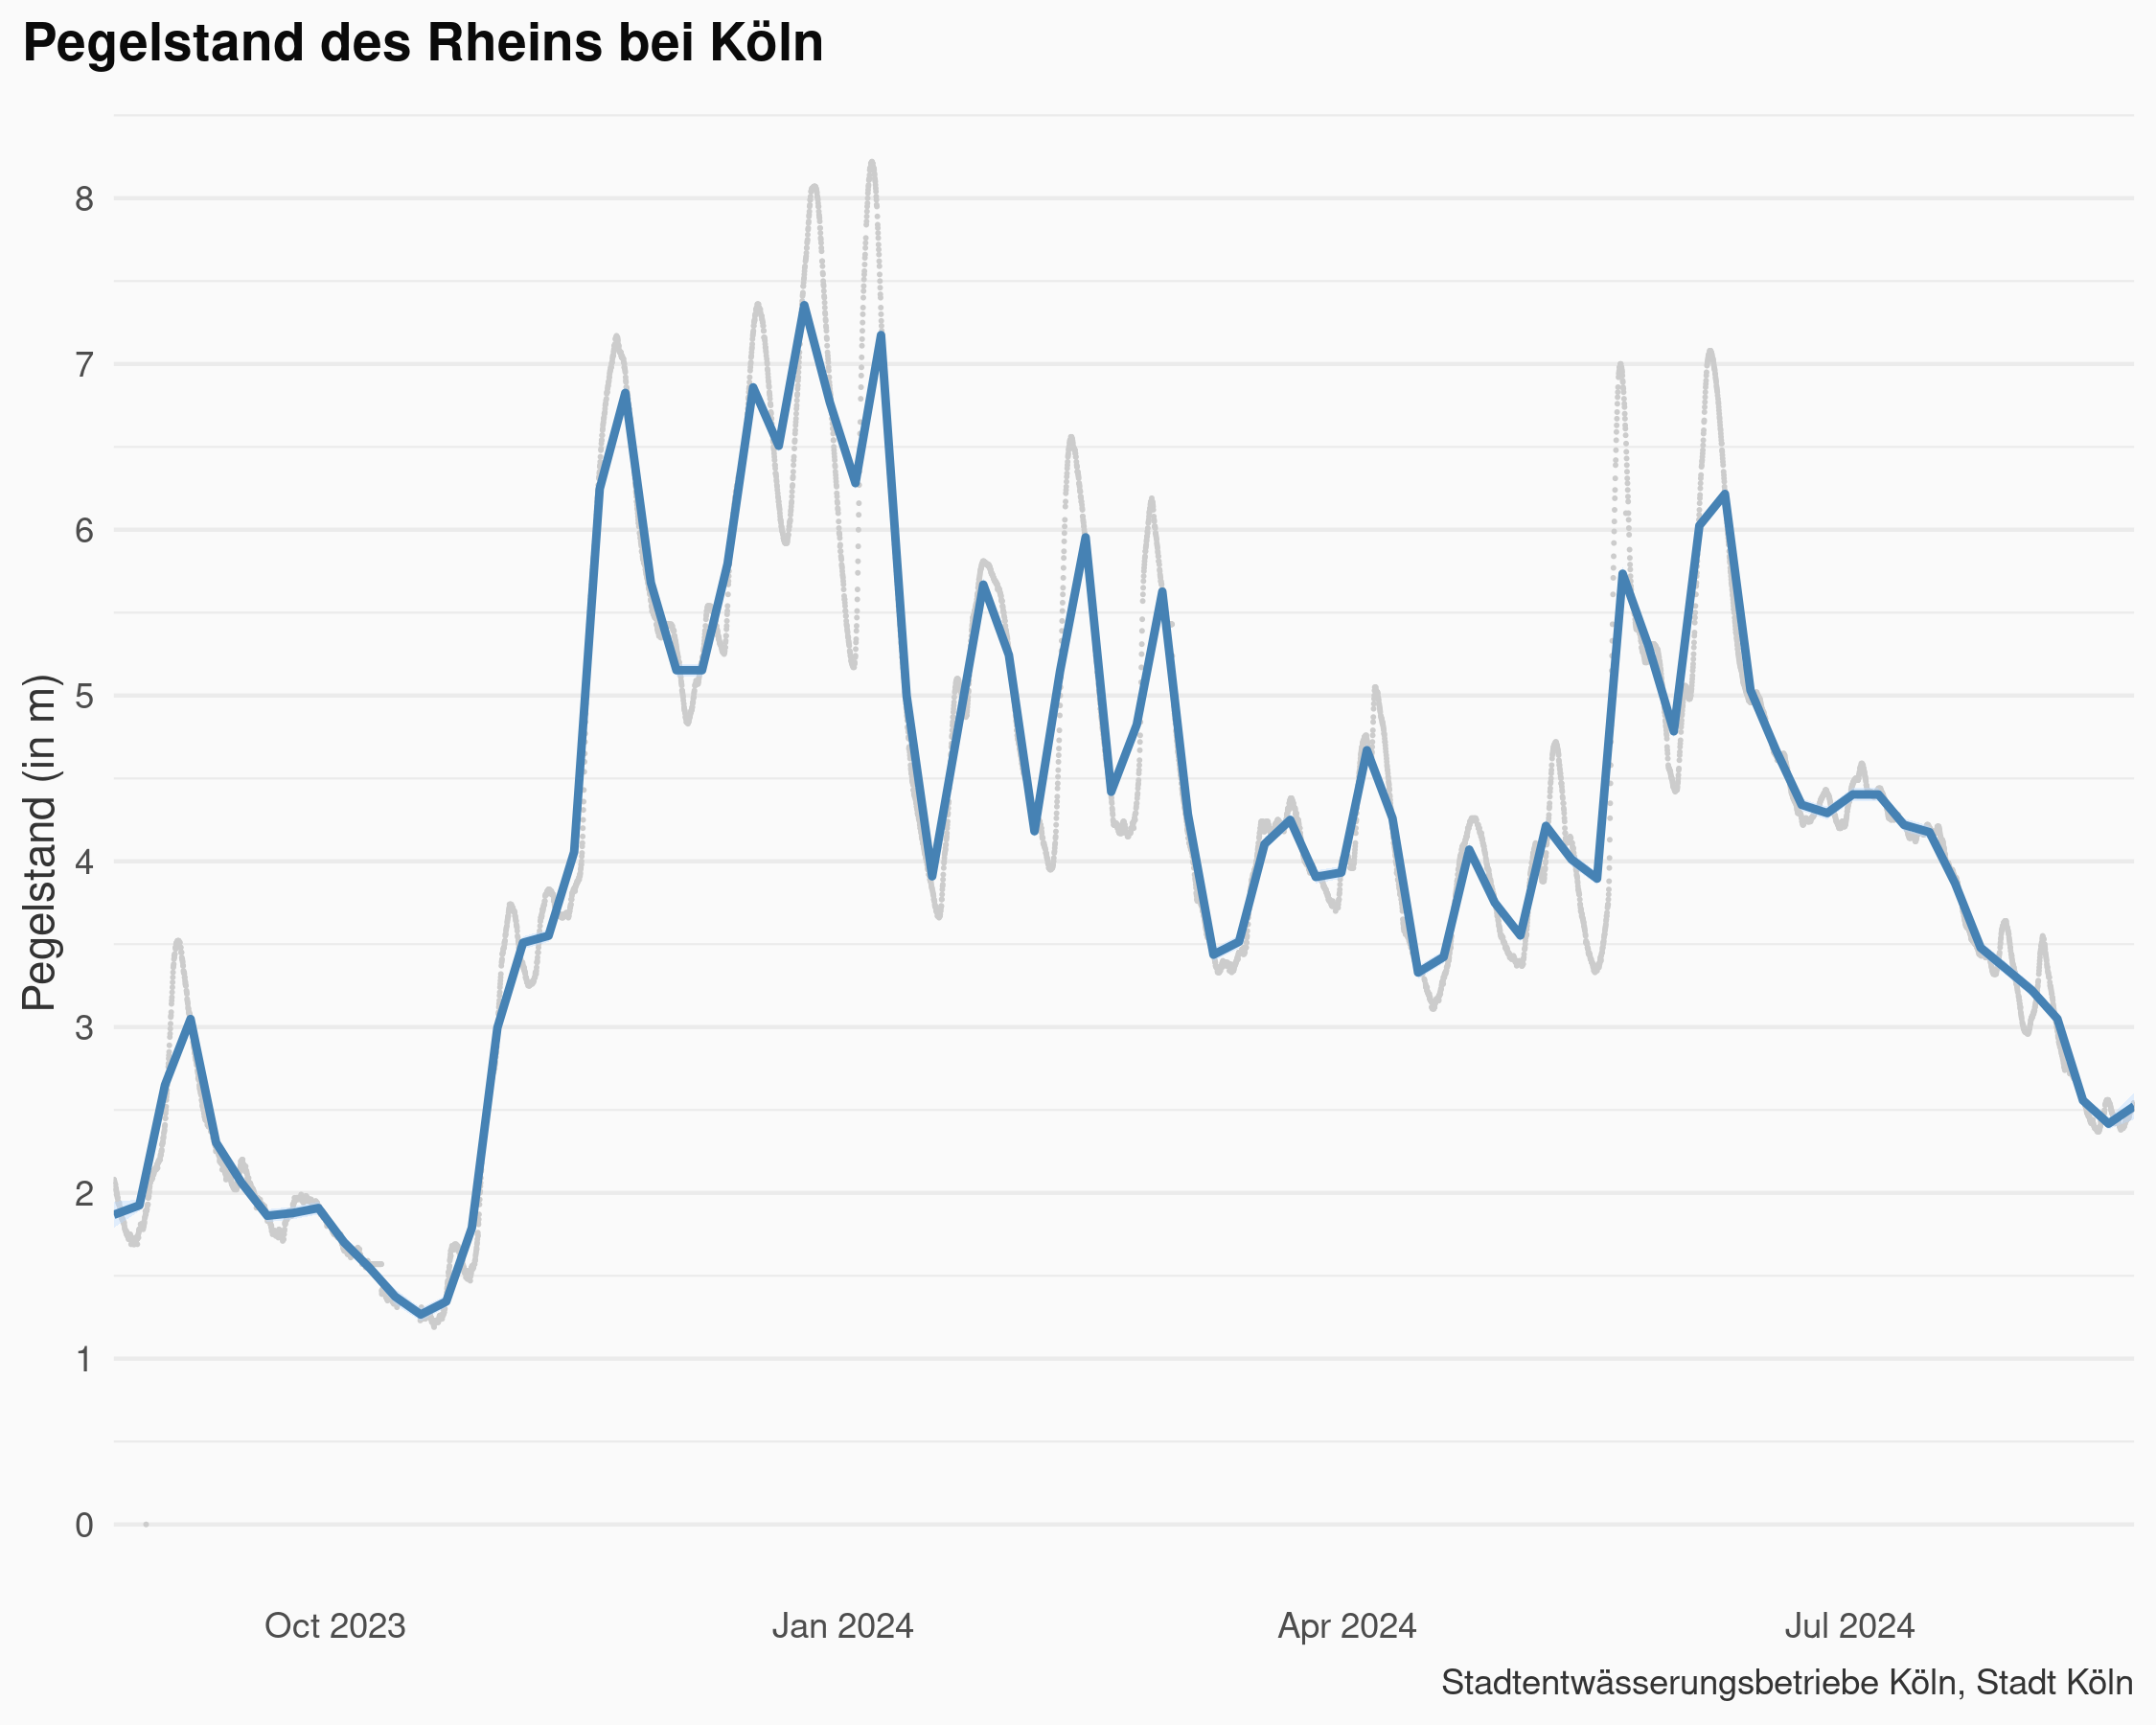 Pegelstand des Rheins bei Köln
Pegelstand (in m)
8
7
6
5
4
3
2
1
0
Oct 2023
Jan 2024
Apr 2024
Jul 2024
Stadtentwässerungsbetriebe Köln, Stadt Köln